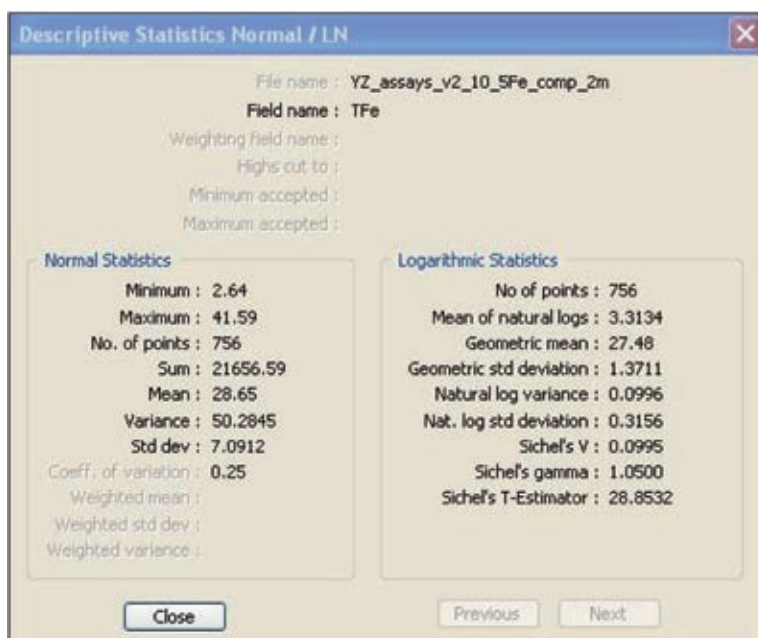 Descriptive Statistics Normal / LN
File name : YZ_assays_v2_10_5Fe_comp_2m
Field name : TFe
Weighting field name :
Highs cut to :
Minimum accepted :
Maximum accepted :
Normal Statistics
Minimum : 2.64
Maximum : 41.59
No. of points : 756
Sum : 21656.59
Mean : 28.65
Variance : 50.2845
Std dev : 7.0912
Coeff. of variation : 0.25
Weighted mean :
Weighted std dev :
Weighted variance :
Logarithmic Statistics
No of points : 756
Mean of natural logs : 3.3134
Geometric mean : 27.48
Geometric std deviation : 1.3711
Natural log variance : 0.0996
Nat. log std deviation : 0.3156
Sichel's V : 0.0995
Sichel's gamma : 1.0500
Sichel's T-Estimator : 28.8532
Close
Previous
Next